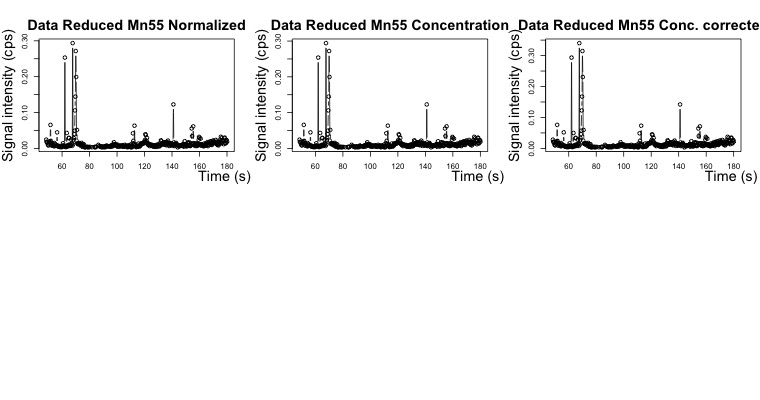 Data Reduced Mn55 Normalized
Signal intensity (cps)
0.00 0.10 0.20 0.30
60 80 100 120 140 160 180
Time (s)
Data Reduced Mn55 Concentration
Signal intensity (cps)
0.00 0.10 0.20 0.30
60 80 100 120 140 160 180
Time (s)
Data Reduced Mn55 Conc. correcte
Signal intensity (cps)
0.00 0.10 0.20 0.30
60 80 100 120 140 160 180
Time (s)